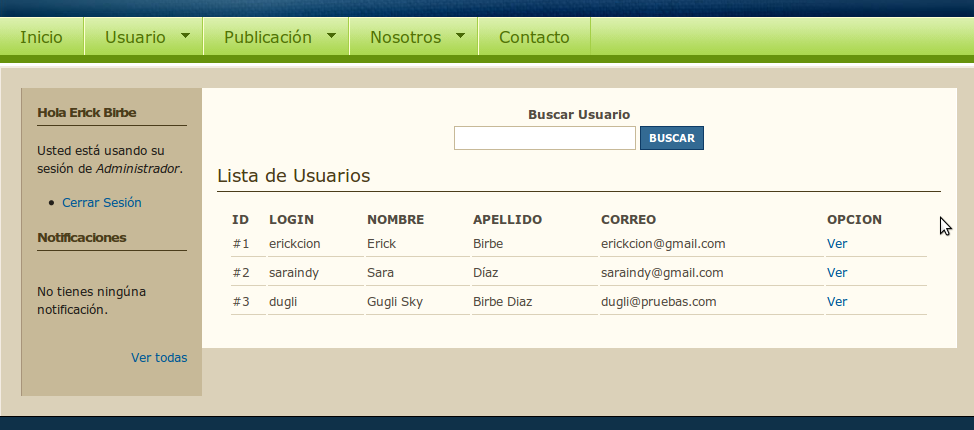 Inicio Usuario Publicación Nosotros Contacto
Hola Erick Birbe
Usted está usando su
sesión de Administrador.
Cerrar Sesión
Notificaciones
No tienes ningúna
notificación.
Ver todas
Buscar Usuario
BUSCAR
Lista de Usuarios
ID LOGIN NOMBRE APELLIDO CORREO OPCION
#1 erickcion Erick Birbe erickcion@gmail.com Ver
#2 saraindy Sara Díaz saraindy@gmail.com Ver
#3 dugli Gugli Sky Birbe Diaz dugli@pruebas.com Ver